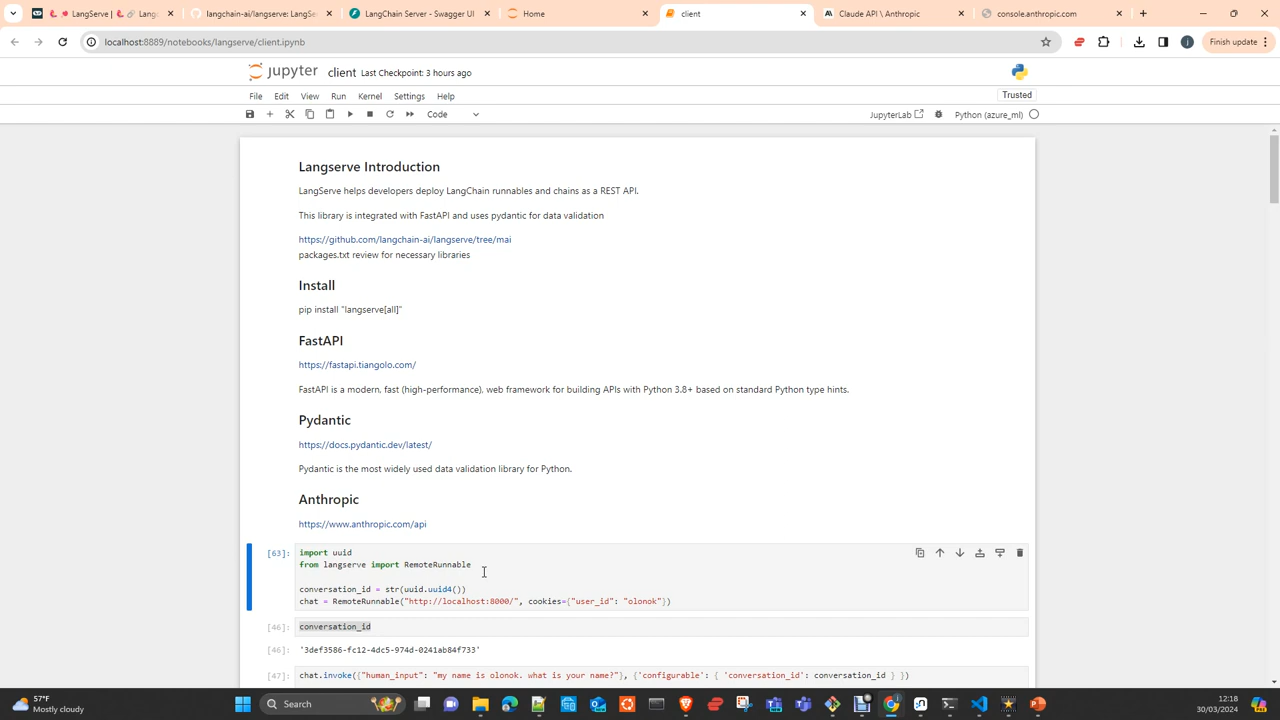 LangServe | 🔗 Lang
langchain-ai/langserve: LangSe
LangChain Server - Swagger UI
Home
client
Claude API \ Anthropic
console.anthropic.com
localhost:8889/notebooks/langserve/client.ipynb
Finish update
jupyter client Last Checkpoint: 3 hours ago
File Edit View Run Kernel Settings Help
Trusted
Code
JupyterLab
Python (azure_ml)
Langserve Introduction
LangServe helps developers deploy LangChain runnables and chains as a REST API.
This library is integrated with FastAPI and uses pydantic for data validation
https://github.com/langchain-ai/langserve/tree/mai
packages.txt review for necessary libraries
Install
pip install "langserve[all]"
FastAPI
https://fastapi.tiangolo.com/
FastAPI is a modern, fast (high-performance), web framework for building APIs with Python 3.8+ based on standard Python type hints.
Pydantic
https://docs.pydantic.dev/latest/
Pydantic is the most widely used data validation library for Python.
Anthropic
https://www.anthropic.com/api
[63]: import uuid
from langserve import RemoteRunnable
conversation_id = str(uuid.uuid4())
chat = RemoteRunnable("http://localhost:8000/", cookies={"user_id": "olonok"})
[46]: conversation_id
[46]: '3def3586-fc12-4dc5-974d-0241ab84f733'
[47]: chat.invoke({"human_input": "my name is olonok. what is your name?"}, {'configurable': { 'conversation_id': conversation_id } })
57°F
Mostly cloudy
Search
12:18
30/03/2024